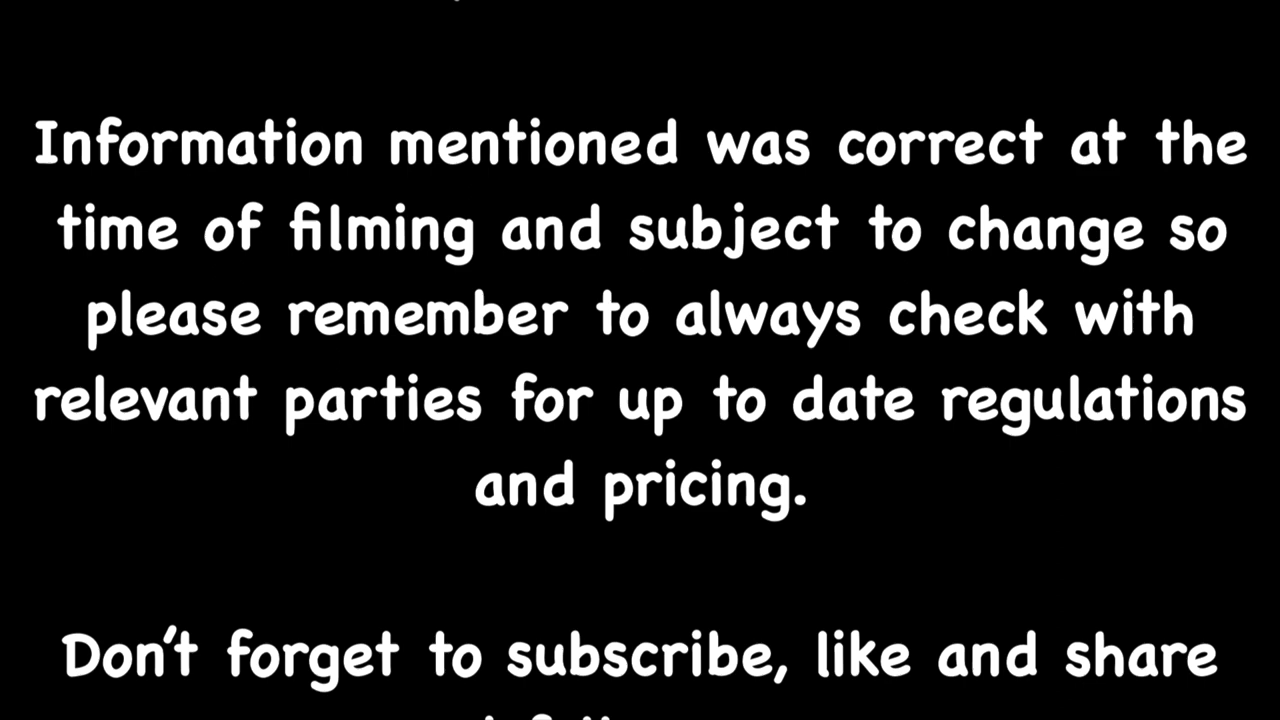 Information mentioned was correct at the
time of filming and subject to change so
please remember to always check with
relevant parties for up to date regulations
and pricing.
Don't forget to subscribe, like and share